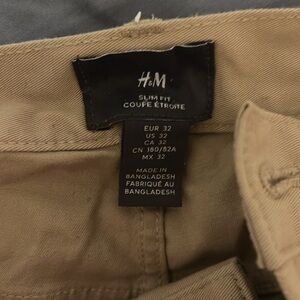 H&M
SLIM FIT
COUPE ÉTROITE
EUR 32
US 32
CA 32
CN 180/82A
MX 32
MADE IN
BANGLADESH
FABRIQUÉ AU
BANGLADESH